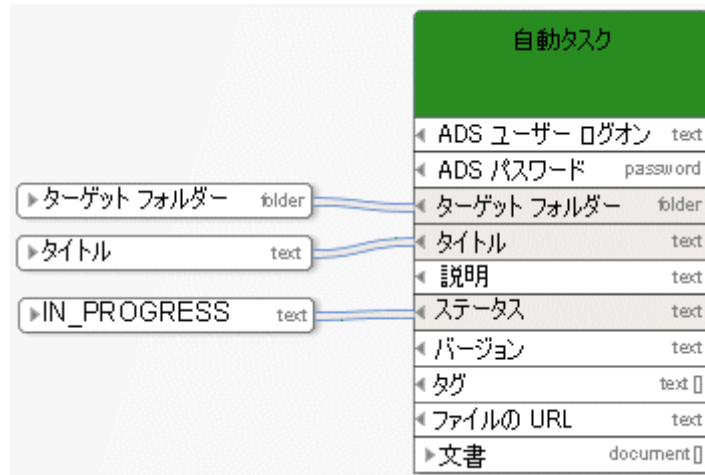 自動タスク
ADS ユーザー ログオン text
ADS パスワード password
ターゲット フォルダー folder
ターゲット フォルダー folder
タイトル text
タイトル text
説明 text
IN_PROGRESS text
ステータス text
バージョン text
タグ text []
ファイルの URL text
文書 document []